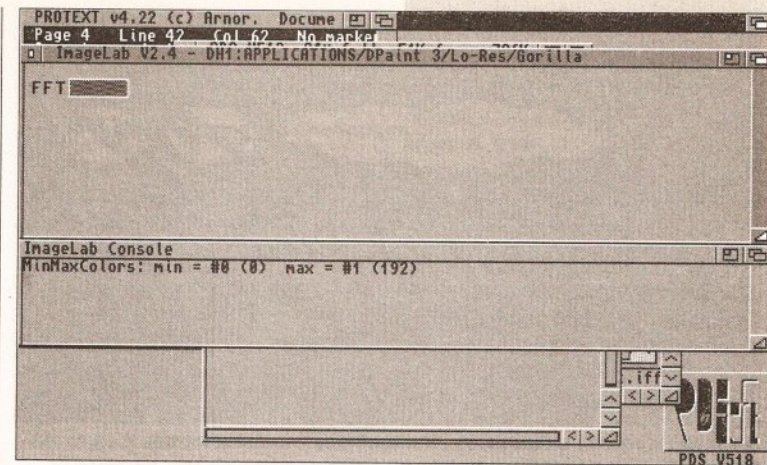 PROTEXT v4.22 (c) Arnor. Docume
Page 4 Line 42 Col 62 No marker
ImageLab V2.4 - DH1:APPLICATIONS/DPaint 3/Lo-Res/Gorilla
FFT
ImageLab Console
MinMaxColors: min = #0 (0) max = #1 (192)
.iff
PDSoft
PDS V518